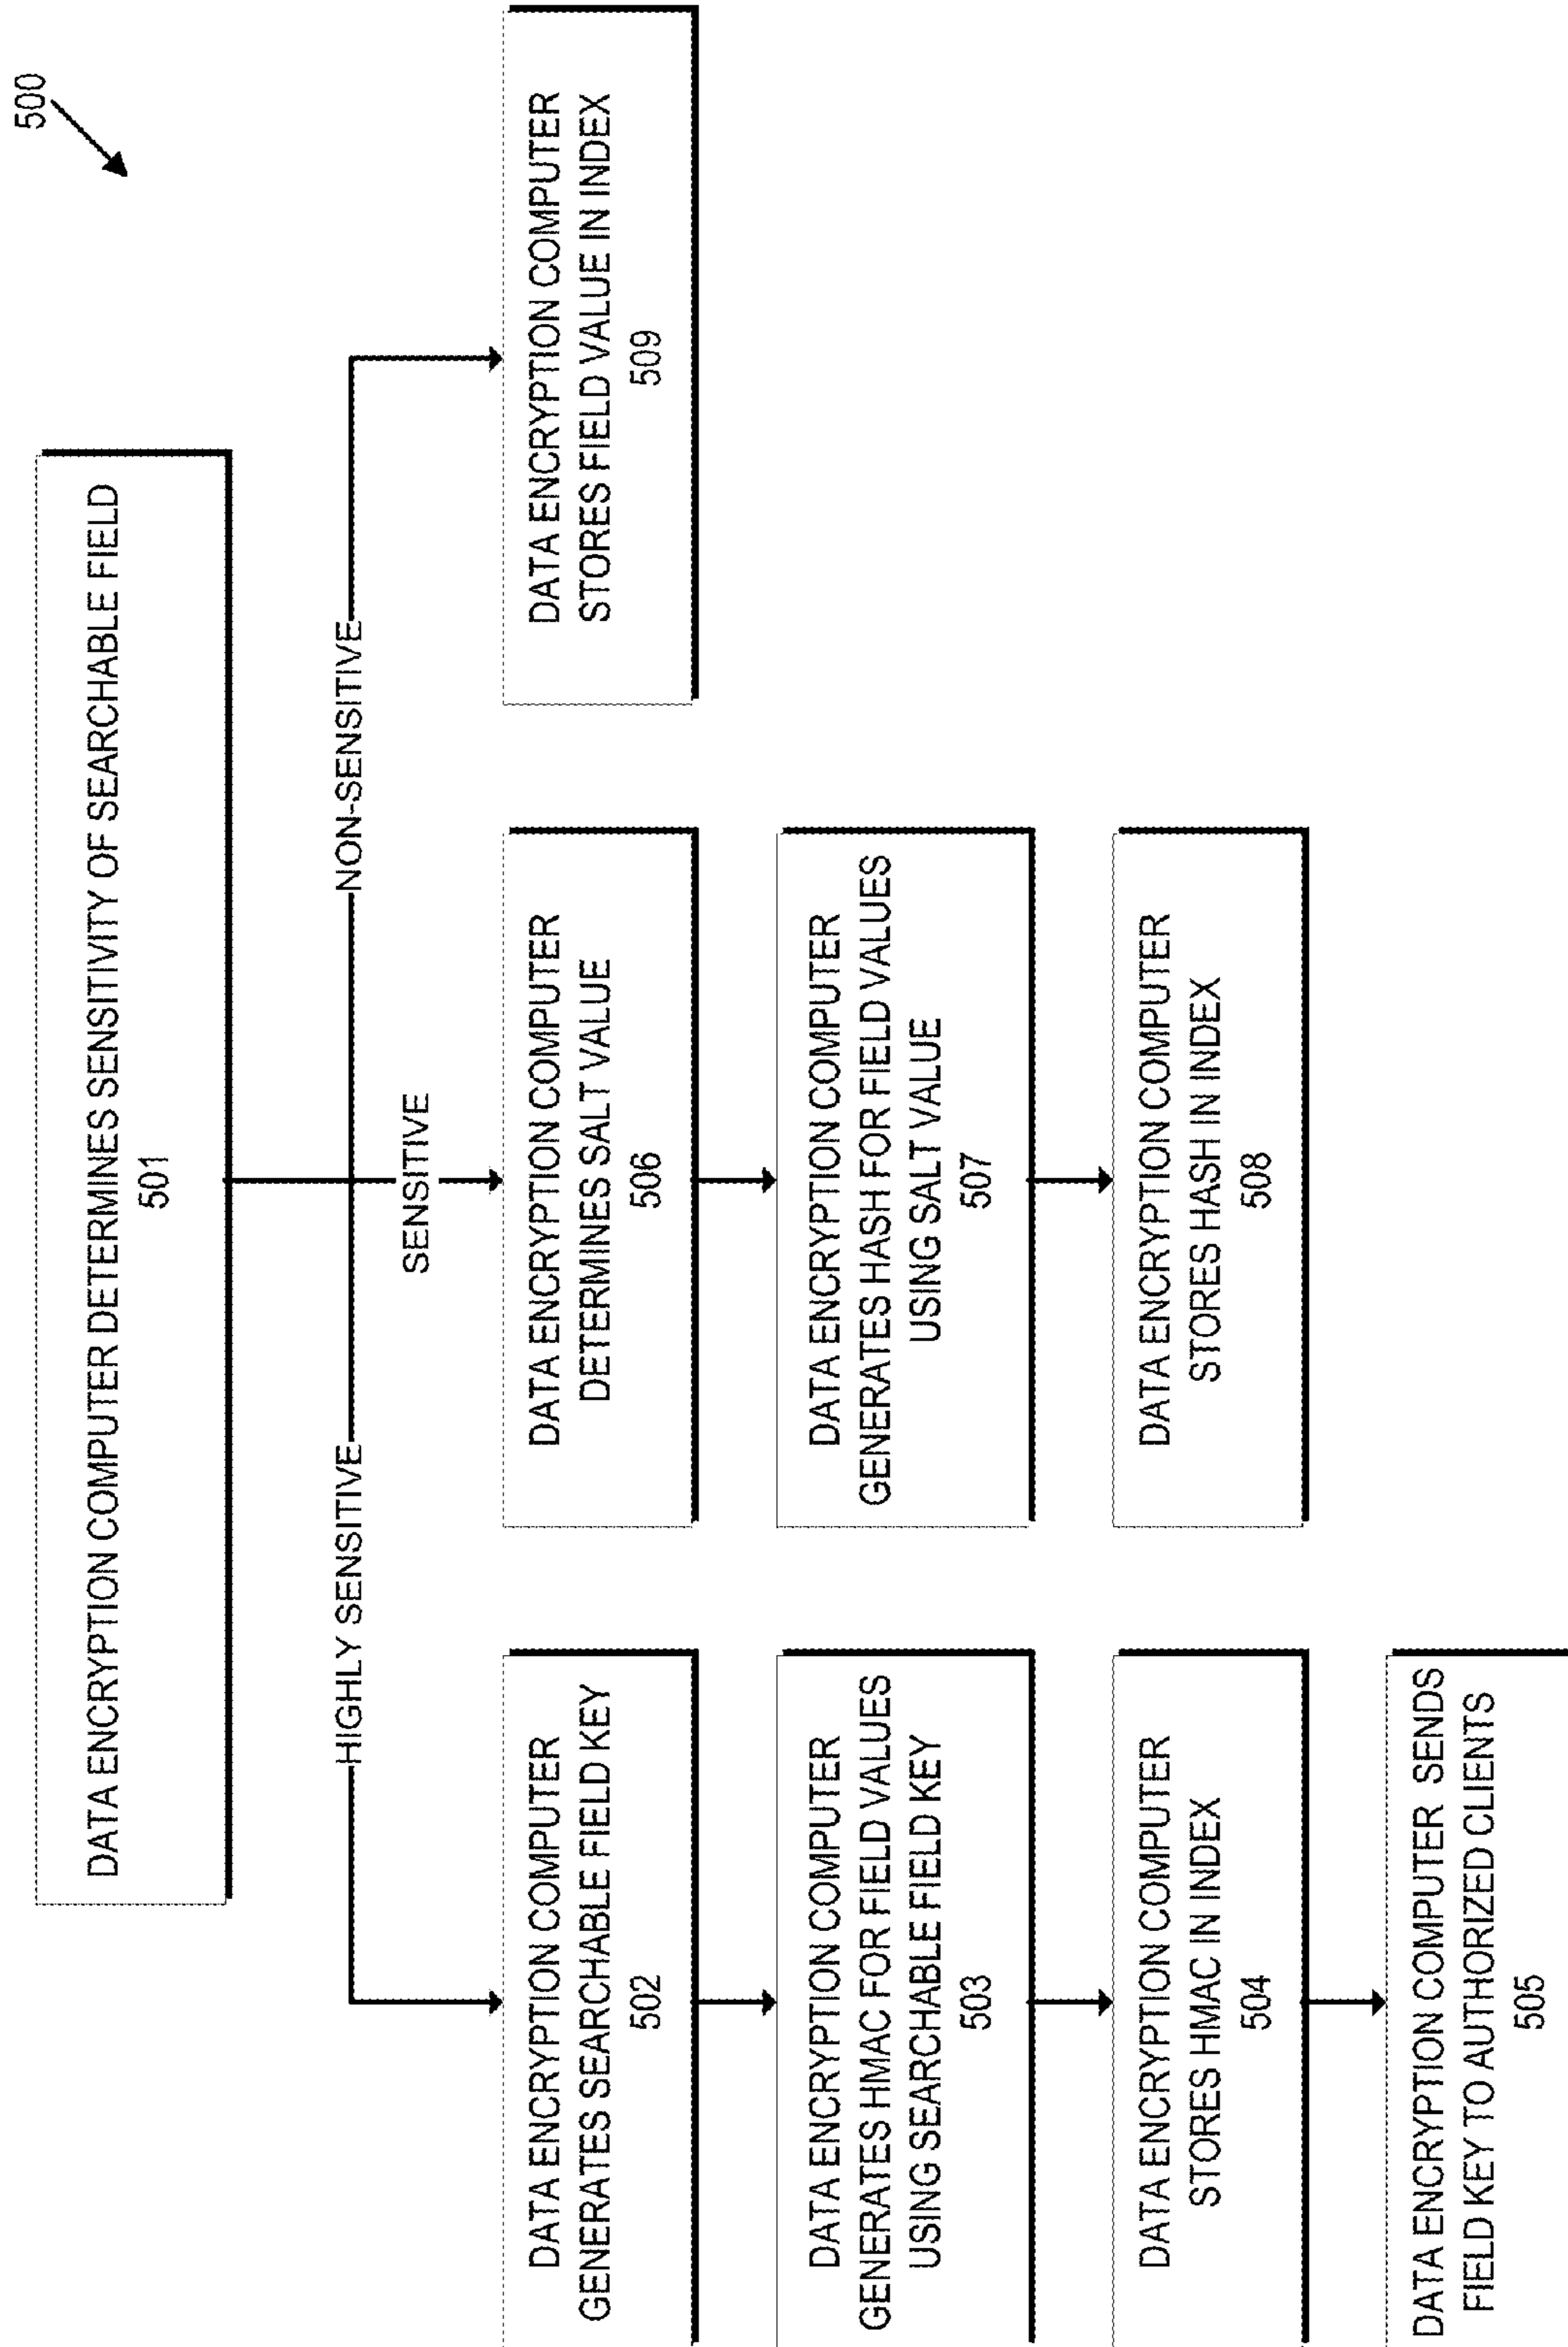 500
DATA ENCRYPTION COMPUTER DETERMINES SENSITIVITY OF SEARCHABLE FIELD
501
HIGHLY SENSITIVE
SENSITIVE
NON-SENSITIVE
DATA ENCRYPTION COMPUTER
GENERATES SEARCHABLE FIELD KEY
502
DATA ENCRYPTION COMPUTER
GENERATES HMAC FOR FIELD VALUES
USING SEARCHABLE FIELD KEY
503
DATA ENCRYPTION COMPUTER
STORES HMAC IN INDEX
504
DATA ENCRYPTION COMPUTER SENDS
FIELD KEY TO AUTHORIZED CLIENTS
505
DATA ENCRYPTION COMPUTER
DETERMINES SALT VALUE
506
DATA ENCRYPTION COMPUTER
GENERATES HASH FOR FIELD VALUES
USING SALT VALUE
507
DATA ENCRYPTION COMPUTER
STORES HASH IN INDEX
508
DATA ENCRYPTION COMPUTER
STORES FIELD VALUE IN INDEX
509